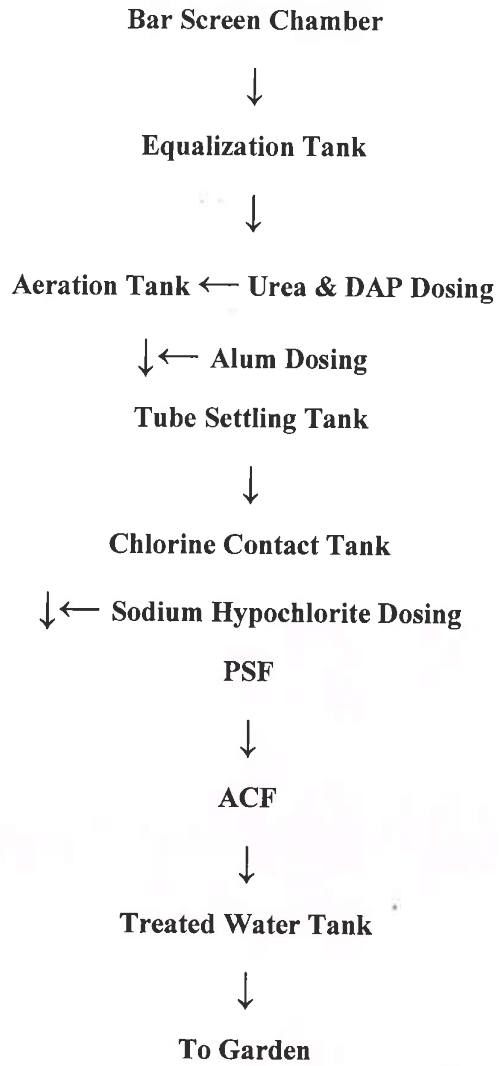 Bar Screen Chamber
↓
Equalization Tank
↓
Aeration Tank ← Urea & DAP Dosing
↓← Alum Dosing
Tube Settling Tank
↓
Chlorine Contact Tank
↓← Sodium Hypochlorite Dosing
PSF
↓
ACF
↓
Treated Water Tank
↓
To Garden